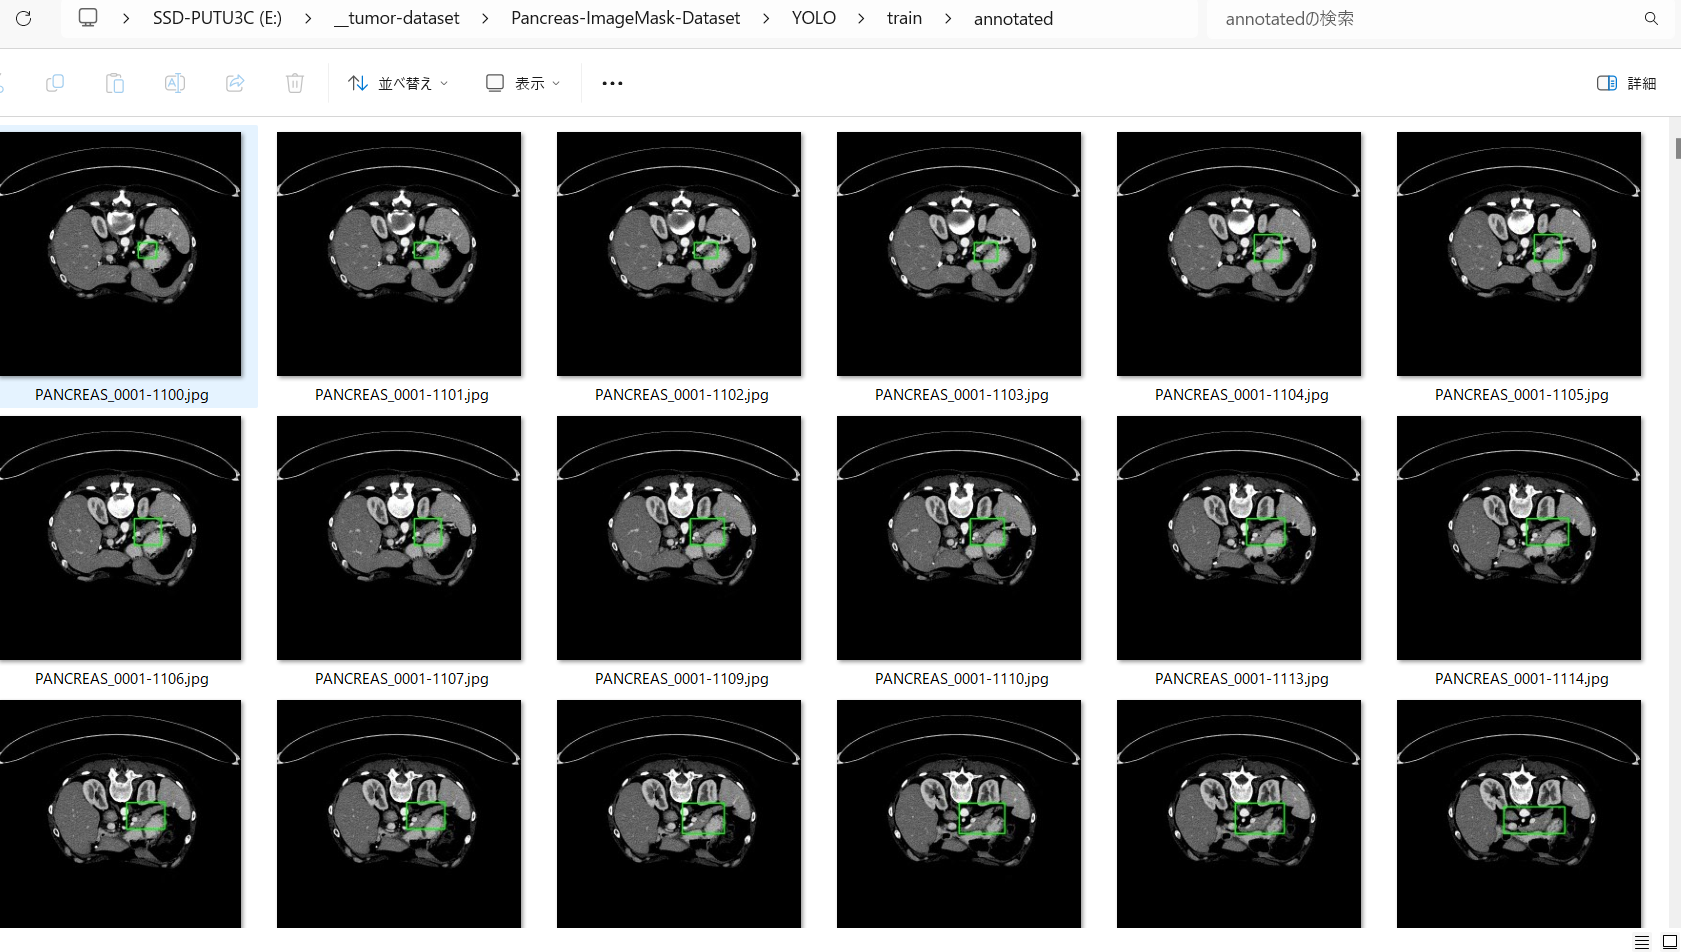 SSD-PUTU3C (E:) > __tumor-dataset > Pancreas-ImageMask-Dataset > YOLO > train > annotated
annotatedの検索
並べ替え 表示 ••• 詳細
PANCREAS_0001-1100.jpg PANCREAS_0001-1101.jpg PANCREAS_0001-1102.jpg PANCREAS_0001-1103.jpg PANCREAS_0001-1104.jpg PANCREAS_0001-1105.jpg
PANCREAS_0001-1106.jpg PANCREAS_0001-1107.jpg PANCREAS_0001-1109.jpg PANCREAS_0001-1110.jpg PANCREAS_0001-1113.jpg PANCREAS_0001-1114.jpg